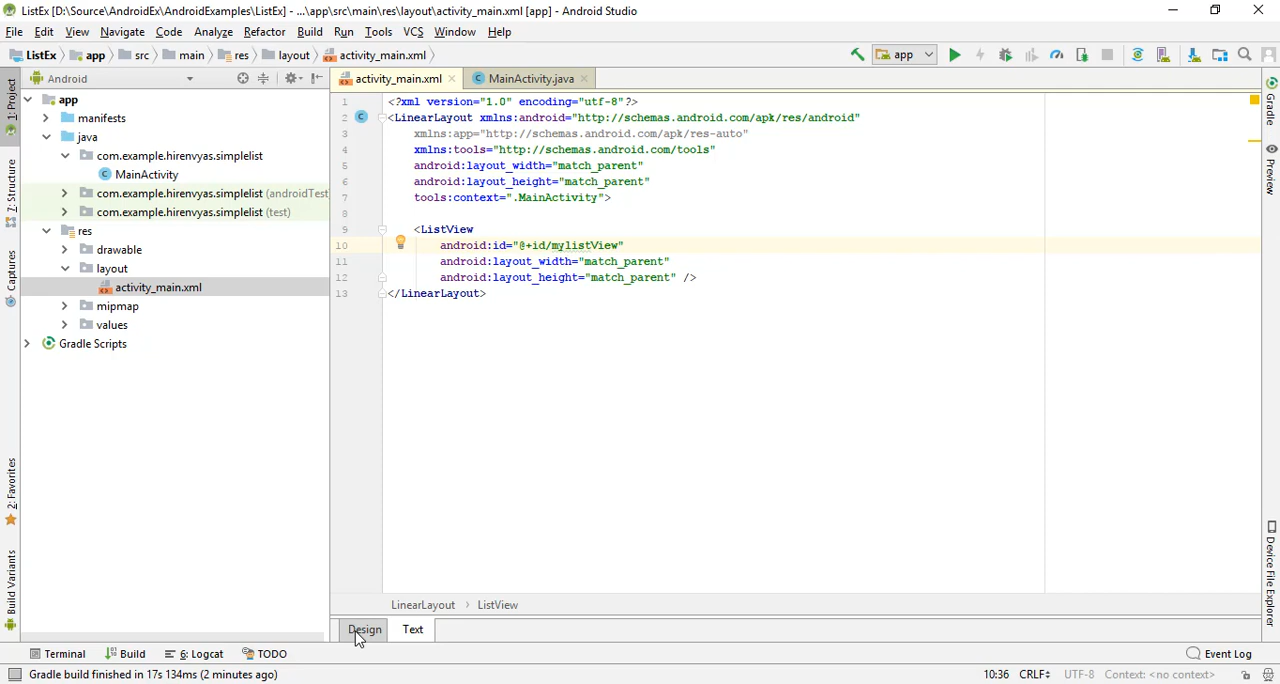 ListEx [D:\Source\AndroidEx\AndroidExamples\ListEx] - ...\app\src\main\res\layout\activity_main.xml [app] - Android Studio
File Edit View Navigate Code Analyze Refactor Build Run Tools VCS Window Help
ListEx app src main res layout activity_main.xml app
Android
activity_main.xml
MainActivity.java
1: Project
Z: Structure
Captures
2: Favorites
Build Variants
app
manifests
java
com.example.hirenvyas.simplelist
MainActivity
com.example.hirenvyas.simplelist (androidTest
com.example.hirenvyas.simplelist (test)
res
drawable
layout
activity_main.xml
mipmap
values
Gradle Scripts
1 <?xml version="1.0" encoding="utf-8"?>
2 <LinearLayout xmlns:android="http://schemas.android.com/apk/res/android"
3 xmlns:app="http://schemas.android.com/apk/res-auto"
4 xmlns:tools="http://schemas.android.com/tools"
5 android:layout_width="match_parent"
6 android:layout_height="match_parent"
7 tools:context=".MainActivity">
8
9 <ListView
10 android:id="@+id/mylistView"
11 android:layout_width="match_parent"
12 android:layout_height="match_parent" />
13 </LinearLayout>
Gradle
Preview
Device File Explorer
LinearLayout › ListView
Design Text
Terminal Build 6: Logcat TODO Event Log
Gradle build finished in 17s 134ms (2 minutes ago) 10:36 CRLF UTF-8 Context: <no context>